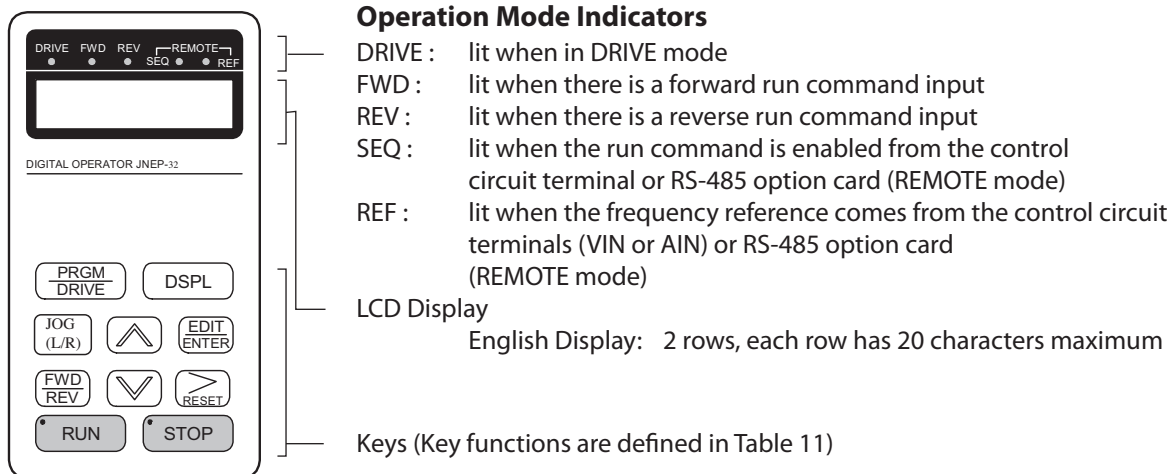 Operation Mode Indicators
DRIVE FWD REV REMOTE
SEQ REF
DIGITAL OPERATOR JNEP-32
PRGM
DRIVE
DSPL
JOG
(L/R)
EDIT
ENTER
FWD
REV
>
RESET
RUN
STOP
DRIVE : lit when in DRIVE mode
FWD : lit when there is a forward run command input
REV : lit when there is a reverse run command input
SEQ : lit when the run command is enabled from the control
circuit terminal or RS-485 option card (REMOTE mode)
REF : lit when the frequency reference comes from the control circuit
terminals (VIN or AIN) or RS-485 option card
(REMOTE mode)
LCD Display
English Display: 2 rows, each row has 20 characters maximum
Keys (Key functions are defined in Table 11)